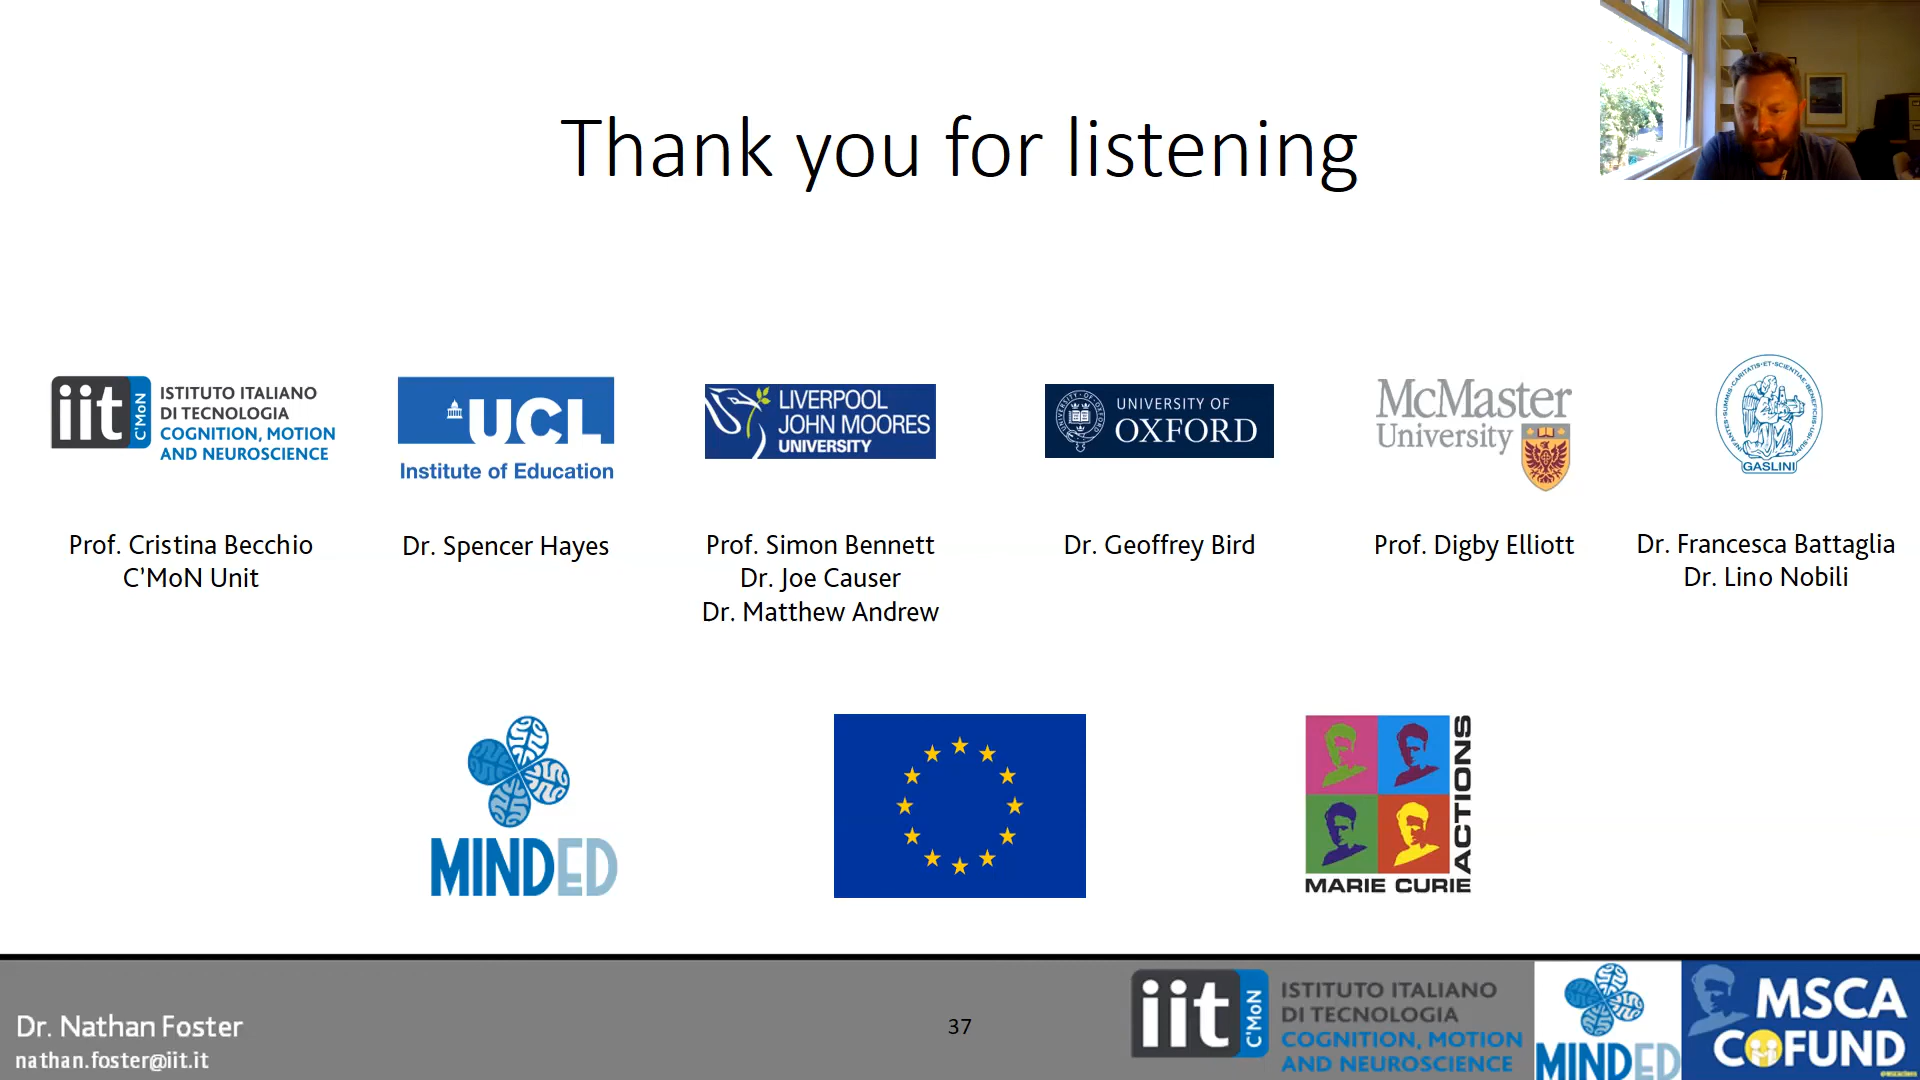 Thank you for listening
iit C'MoN
ISTITUTO ITALIANO
DI TECNOLOGIA
COGNITION, MOTION
AND NEUROSCIENCE
UCL
Institute of Education
LIVERPOOL
JOHN MOORES
UNIVERSITY
UNIVERSITY OF
OXFORD
McMaster
University
GASLINI
Prof. Cristina Becchio
C'MoN Unit
Dr. Spencer Hayes
Prof. Simon Bennett
Dr. Joe Causer
Dr. Matthew Andrew
Dr. Geoffrey Bird
Prof. Digby Elliott
Dr. Francesca Battaglia
Dr. Lino Nobili
MINDED
MARIE CURIE
ACTIONS
Dr. Nathan Foster
nathan.foster@iit.it
37
iit C'MoN
ISTITUTO ITALIANO
DI TECNOLOGIA
COGNITION, MOTION
AND NEUROSCIENCE
MINDED
MSCA
COFUND